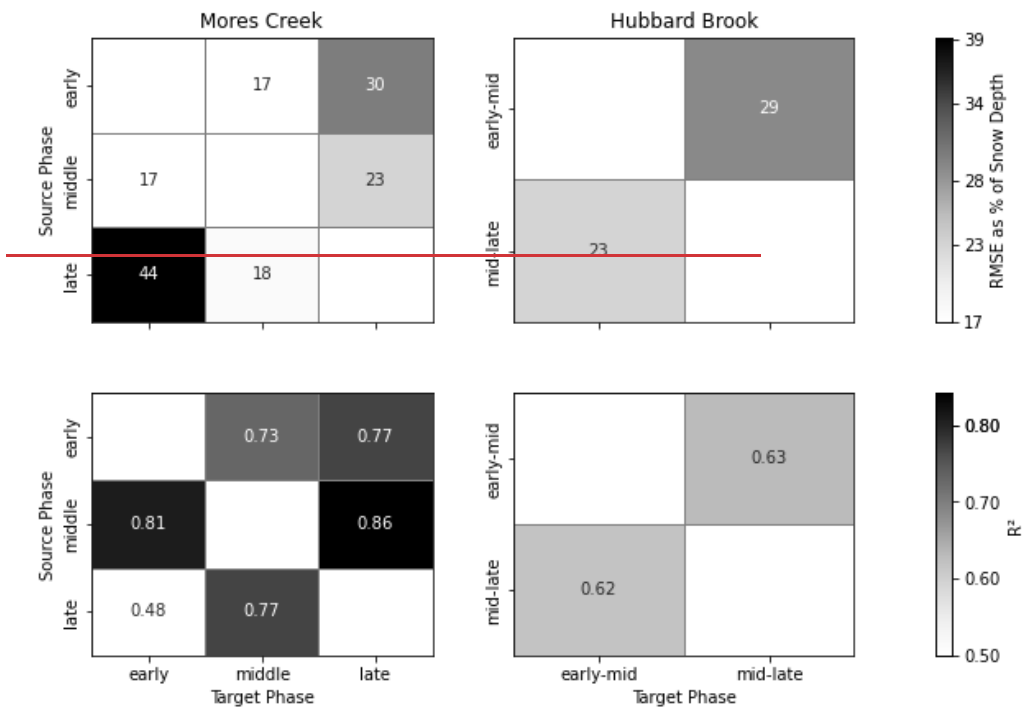 Mores Creek
Hubbard Brook
Source Phase
early
middle
late
17
30
17
23
44
18
early-mid
mid-late
29
23
39
34
28
23
17
RMSE as % of Snow Depth
Source Phase
early
middle
late
0.73
0.77
0.81
0.86
0.48
0.77
early
middle
late
Target Phase
early-mid
mid-late
0.63
0.62
early-mid
mid-late
Target Phase
0.80
0.70
0.60
0.50
R²